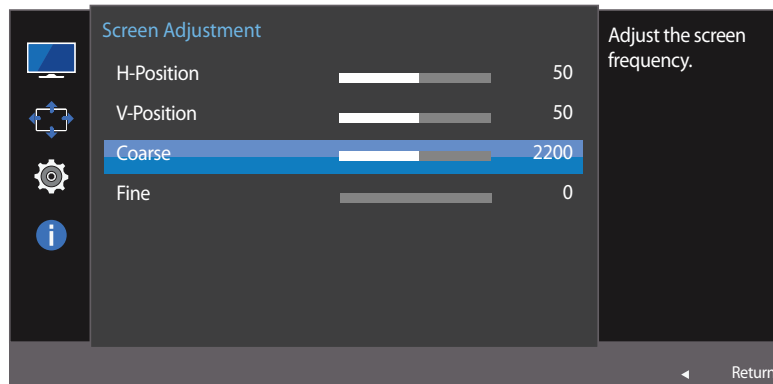 Screen Adjustment
H-Position 50
V-Position 50
Coarse 2200
Fine 0
Adjust the screen
frequency.
Return